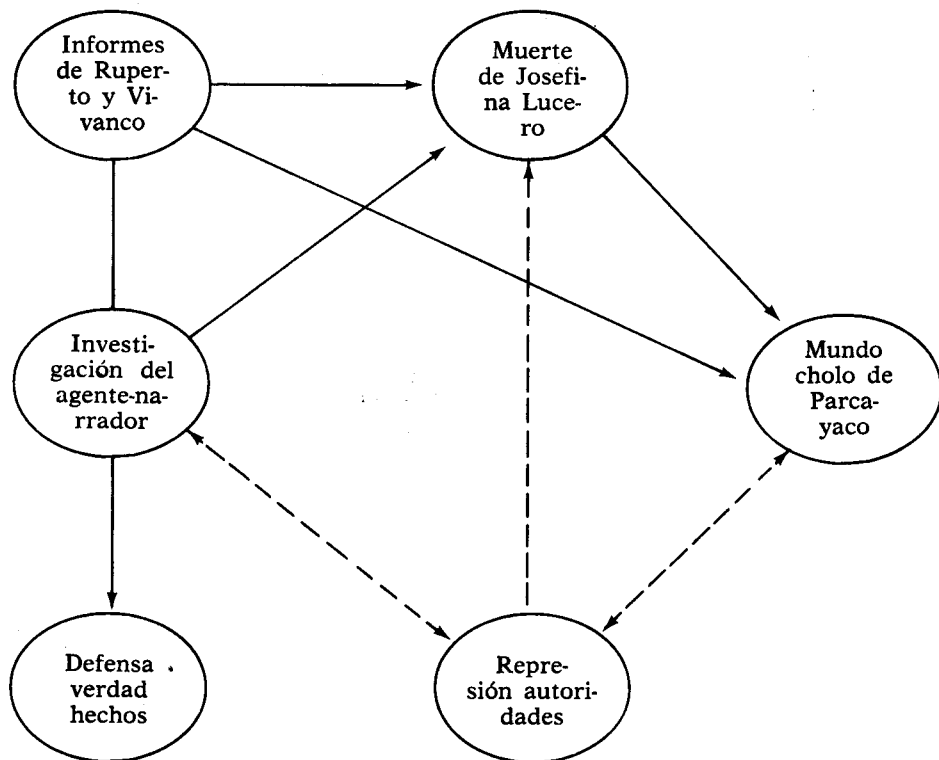 Informes
de Ruper-
to y Vi-
vanco
Muerte
de Josefi-
na Luce-
ro
Investi-
gación del
agente-na-
rrador
Mundo
cholo de
Parca-
yaco
Defensa
verdad
hechos
Repre-
sión autori-
dades